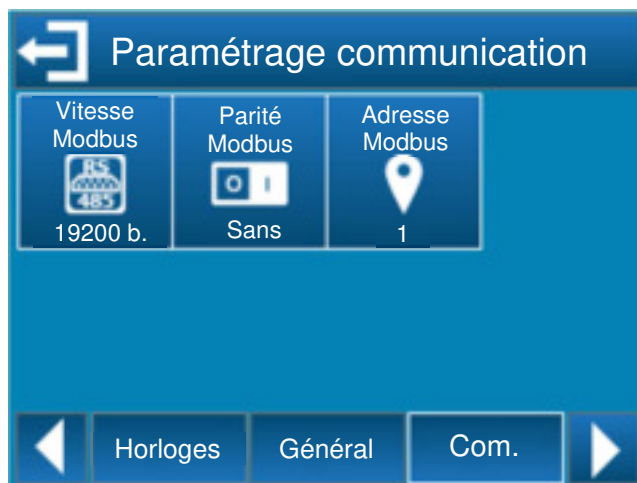 Paramétrage communication
Vitesse
Modbus
RS
485
19200 b.
Parité
Modbus
O I
Sans
Adresse
Modbus
1
Horloges
Général
Com.